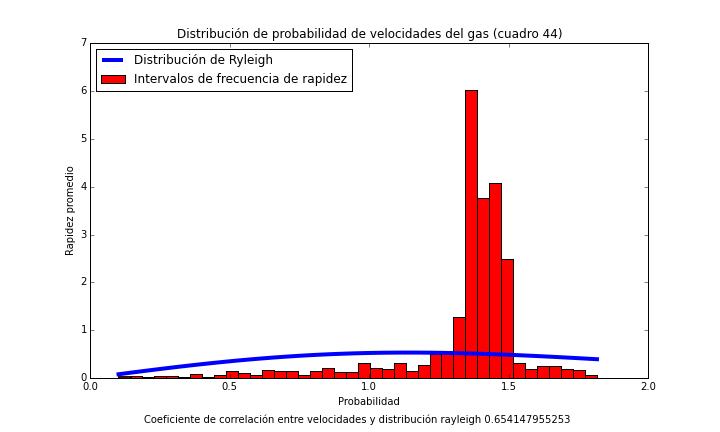 Distribución de probabilidad de velocidades del gas (cuadro 44)
Distribución de Ryleigh
Intervalos de frecuencia de rapidez
7
6
5
4
3
2
1
0
Rapidez promedio
0.0 0.5 1.0 1.5 2.0
Probabilidad
Coeficiente de correlación entre velocidades y distribución rayleigh 0.654147955253